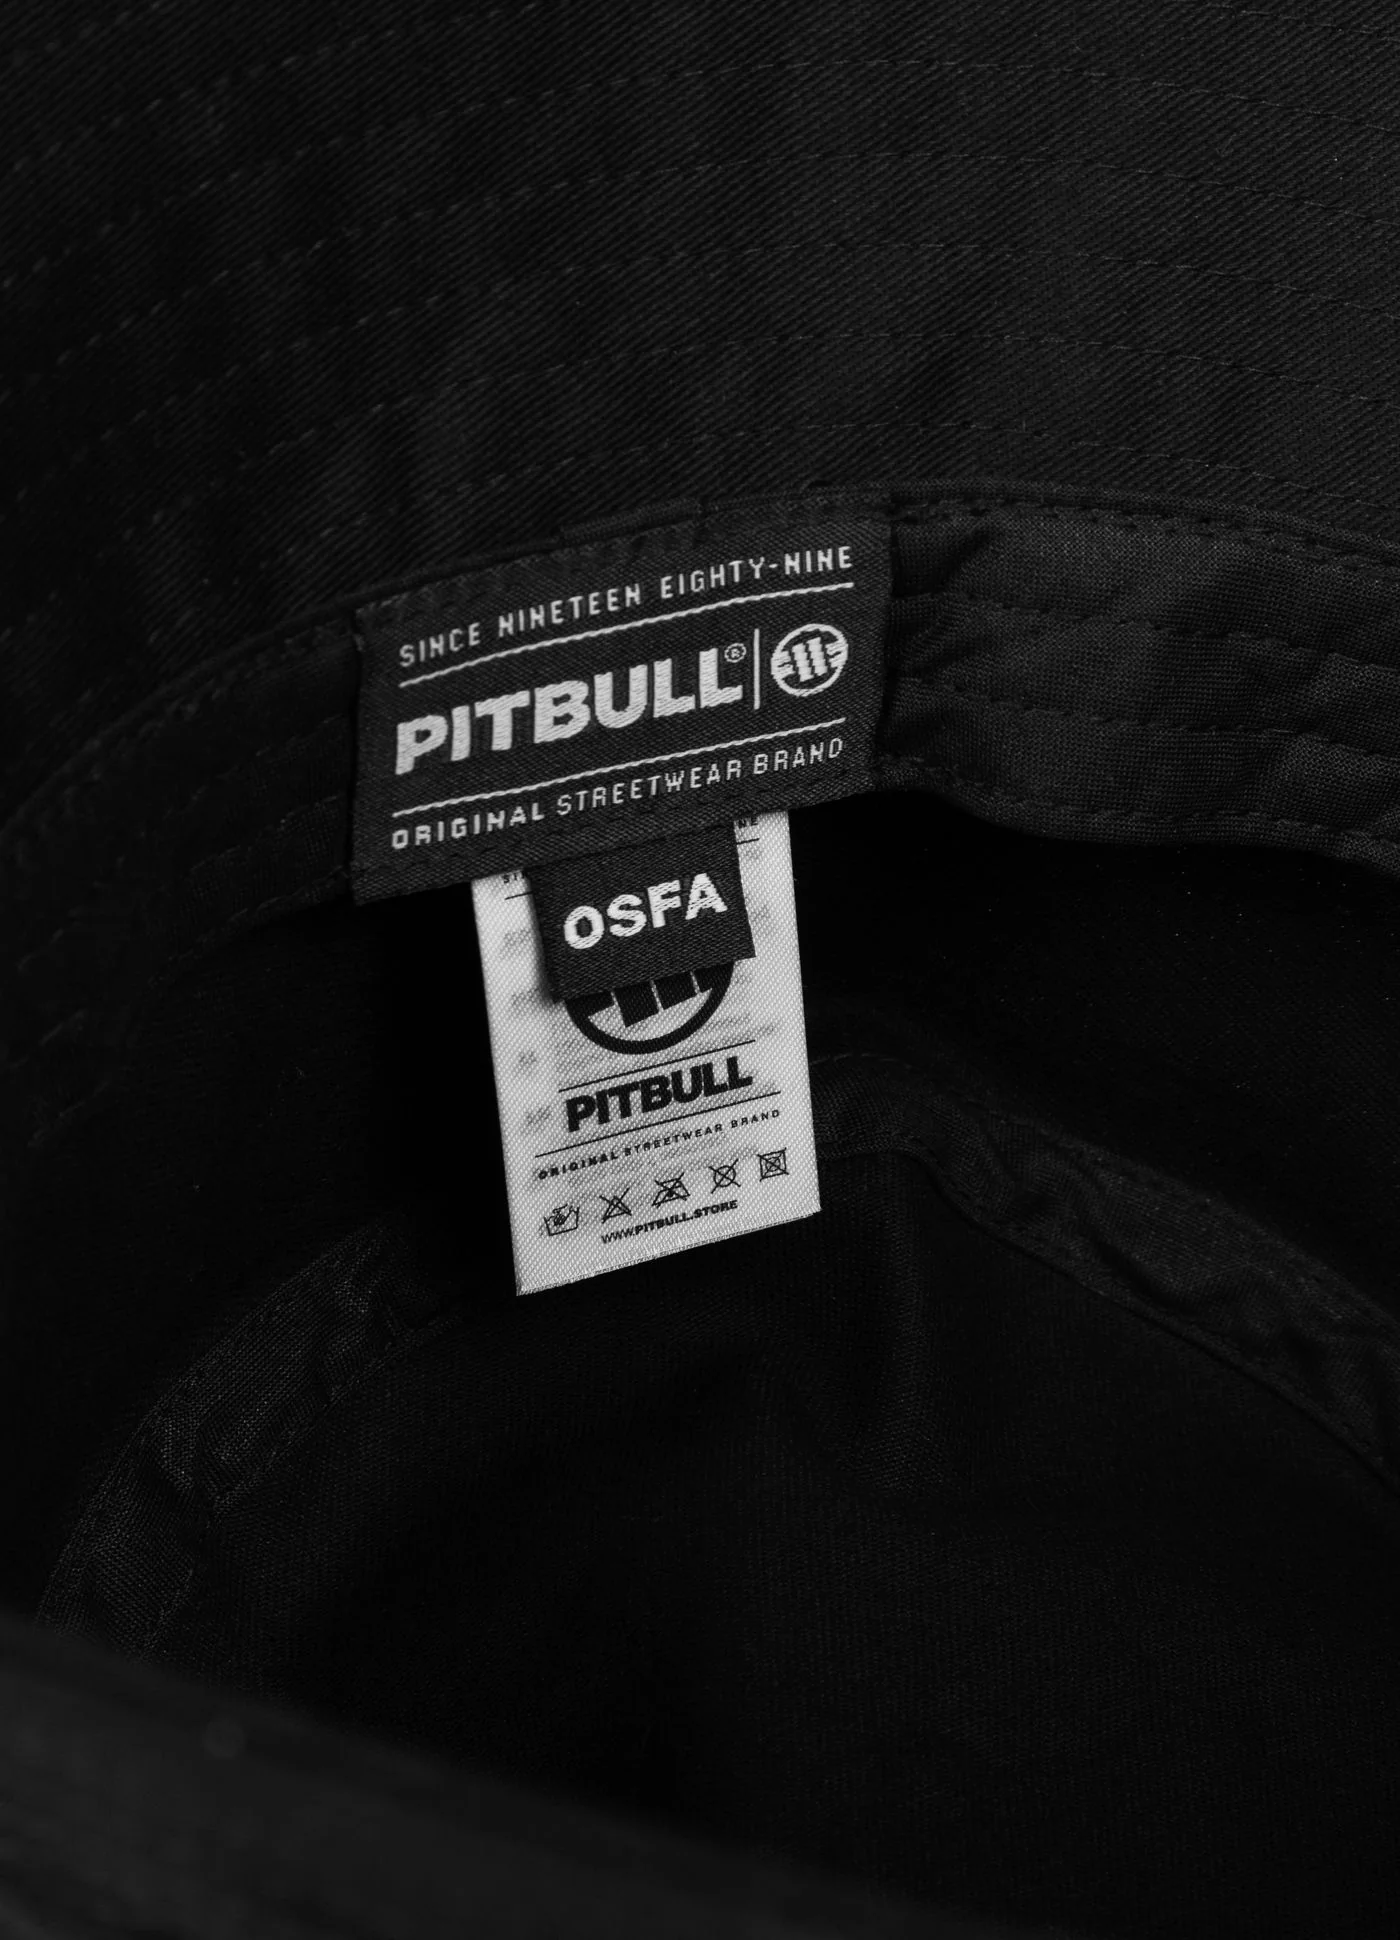 SINCE NINETEEN EIGHTY-NINE
PITBULL®
ORIGINAL STREETWEAR BRAND
OSFA
PITBULL
ORIGINAL STREETWEAR BRAND
WWW.PITBULL.STORE